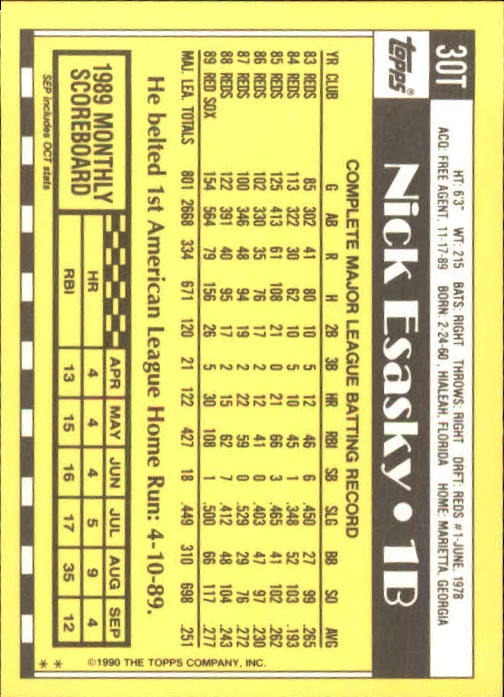 30T
topps®
HT: 6'3" WT: 215 BATS: RIGHT THROWS: RIGHT DRFT: REDS #1-JUNE, 1978
ACQ: FREE AGENT, 11-17-89 BORN: 2-24-60, HIALEAH, FLORIDA HOME: MARIETTA, GEORGIA
Nick Esasky • 1B
COMPLETE MAJOR LEAGUE BATTING RECORD
YR CLUB G AB R H 2B 3B HR RBI SB SLG BB SO AVG
83 REDS 85 302 41 80 10 5 12 46 6 .450 27 99 .265
84 REDS 113 322 30 62 10 5 10 45 1 .348 52 103 .193
85 REDS 125 413 61 108 21 0 21 66 3 .465 41 102 .262
86 REDS 102 330 35 76 17 2 12 41 0 .403 47 97 .230
87 REDS 100 346 48 94 19 2 22 59 0 .529 29 76 .272
88 REDS 122 391 40 95 17 2 15 62 7 .412 48 104 .243
89 RED SOX 154 564 79 156 26 5 30 108 1 .500 66 117 .277
MAJ. LEA. TOTALS 801 2668 334 671 120 21 122 427 18 .449 310 698 .251
He belted 1st American League Home Run: 4-10-89.
1989 MONTHLY
SCOREBOARD
SEP includes OCT stats
APR MAY JUN JUL AUG SEP
HR 4 4 4 5 9 4
RBI 13 15 16 17 35 12
©1990 THE TOPPS COMPANY, INC.
* *